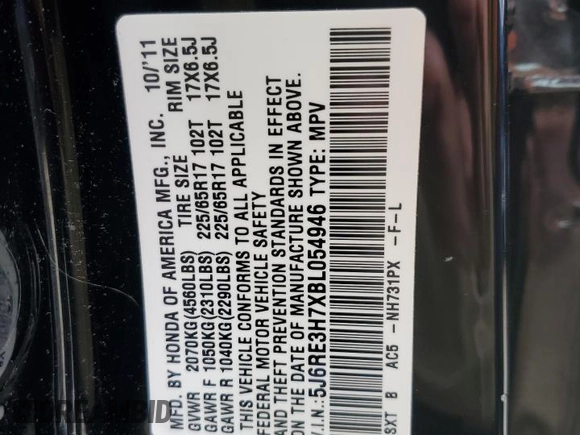 MFD. BY HONDA OF AMERICA MFG., INC. 10/'11
TIRE SIZE RIM SIZE
GVWR 2070KG(4560LBS)
GAWR F 1050KG(2310LBS) 225/65R17 102T 17X6.5J
GAWR R 1040KG(2290LBS) 225/65R17 102T 17X6.5J
THIS VEHICLE CONFORMS TO ALL APPLICABLE
FEDERAL MOTOR VEHICLE SAFETY
AND THEFT PREVENTION STANDARDS IN EFFECT
ON THE DATE OF MANUFACTURE SHOWN ABOVE.
V.I.N.:5J6RE3H7XBL054946 TYPE: MPV
SXT B AC5 -NH731PX -F-L